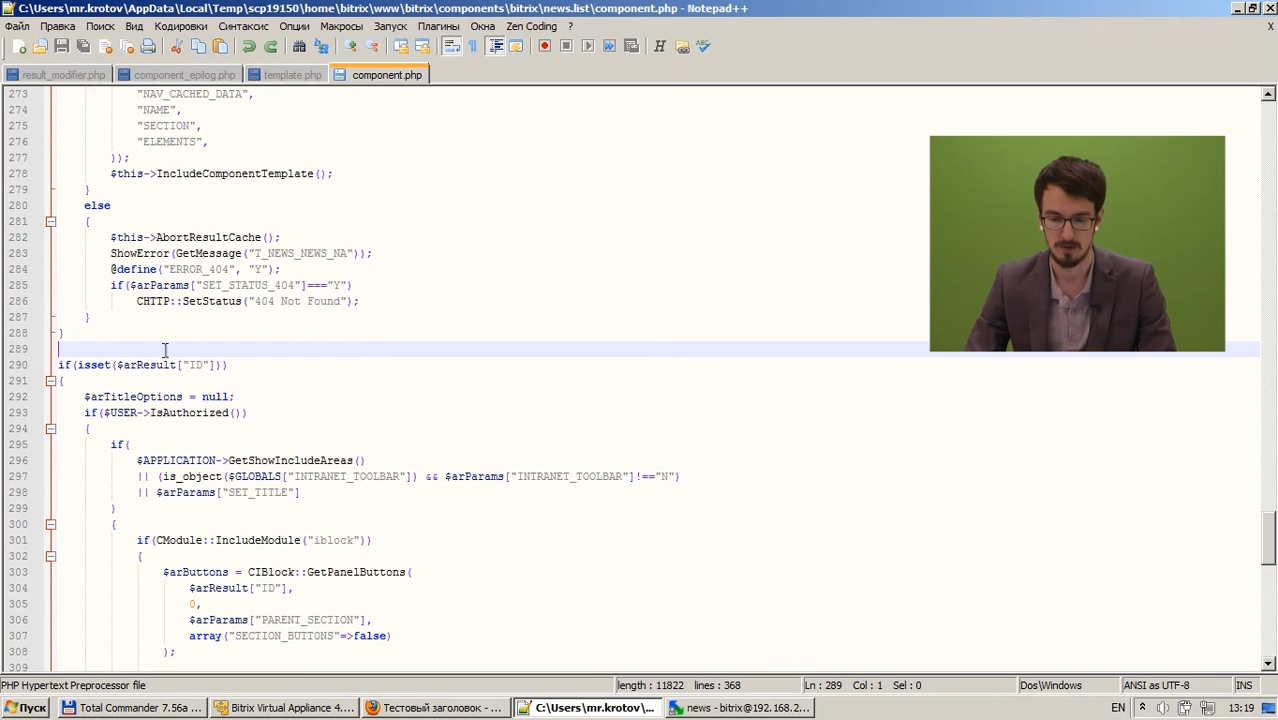 C:\Users\mr.krotov\AppData\Local\Temp\scp19150\home\bitrix\www\bitrix\components\bitrix\news.list\component.php - Notepad++
Файл Правка Поиск Вид Кодировки Синтаксис Опции Макросы Запуск Плагины Окна Zen Coding ? X
result_modifier.php component_epilog.php template.php component.php
273 "NAV_CACHED_DATA",
274 "NAME",
275 "SECTION",
276 "ELEMENTS",
277 ));
278 $this->IncludeComponentTemplate();
279 }
280 else
281 {
282 $this->AbortResultCache();
283 ShowError(GetMessage("T_NEWS_NEWS_NA"));
284 @define("ERROR_404", "Y");
285 if($arParams["SET_STATUS_404"]==="Y")
286 CHTTP::SetStatus("404 Not Found");
287 }
288 }
289
290 if(isset($arResult["ID"]))
291 {
292 $arTitleOptions = null;
293 if($USER->IsAuthorized())
294 {
295 if(
296 $APPLICATION->GetShowIncludeAreas()
297 || (is_object($GLOBALS["INTRANET_TOOLBAR"]) && $arParams["INTRANET_TOOLBAR"]!=="N")
298 || $arParams["SET_TITLE"]
299 )
300 {
301 if(CModule::IncludeModule("iblock"))
302 {
303 $arButtons = CIBlock::GetPanelButtons(
304 $arResult["ID"],
305 0,
306 $arParams["PARENT_SECTION"],
307 array("SECTION_BUTTONS"=>false)
308 );
309
PHP Hypertext Preprocessor file length : 11822 lines : 368 Ln : 289 Col : 1 Sel : 0 Dos\Windows ANSI as UTF-8 INS
Пуск Total Commander 7.56a ... Bitrix Virtual Appliance 4.... Тестовый заголовок - ... C:\Users\mr.krotov\... news - bitrix@192.168.2... EN 13:19